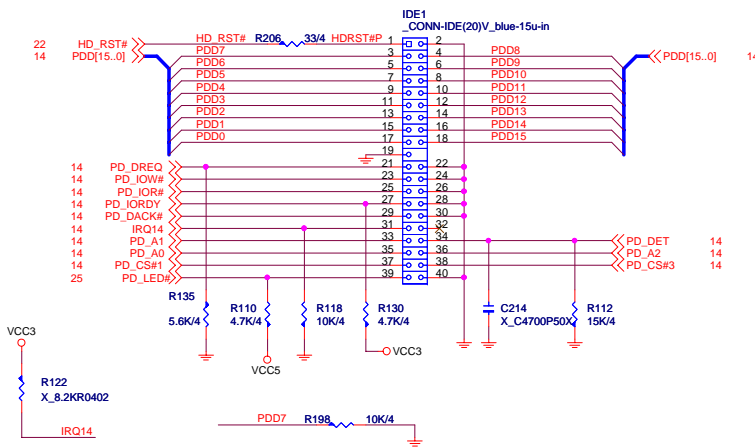 IDE1
_CONN-IDE(20)V_blue-15u-in
22 HD_RST# HD_RST# R206 33/4 HDRST#P 1 2
14 PDD[15..0] PDD7 3 4 PDD8 PDD[15..0] 14
PDD6 5 6 PDD9
PDD5 7 8 PDD10
PDD4 9 10 PDD11
PDD3 11 12 PDD12
PDD2 13 14 PDD13
PDD1 15 16 PDD14
PDD0 17 18 PDD15
19
14 PD_DREQ 21 22
14 PD_IOW# 23 24
14 PD_IOR# 25 26
14 PD_IORDY 27 28
14 PD_DACK# 29 30
14 IRQ14 31 32
14 PD_A1 33 34 PD_DET 14
14 PD_A0 35 36 PD_A2 14
14 PD_CS#1 37 38 PD_CS#3 14
25 PD_LED# 39 40
R135
5.6K/4
R110
4.7K/4
R118
10K/4
R130
4.7K/4
C214
X_C4700P50X
R112
15K/4
VCC3
VCC5
VCC3
R122
X_8.2KR0402
IRQ14
PDD7 R198 10K/4